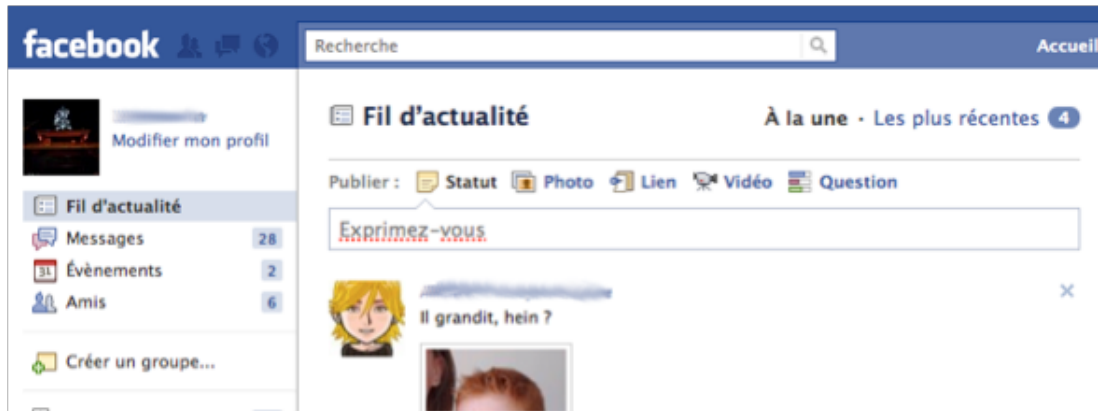 facebook
Recherche
Accueil
Modifier mon profil
Fil d'actualité
Messages 28
31 Évènements 2
Amis 6
Créer un groupe...
Fil d'actualité
À la une · Les plus récentes 4
Publier : Statut Photo Lien Vidéo Question
Exprimez-vous
Il grandit, hein ?